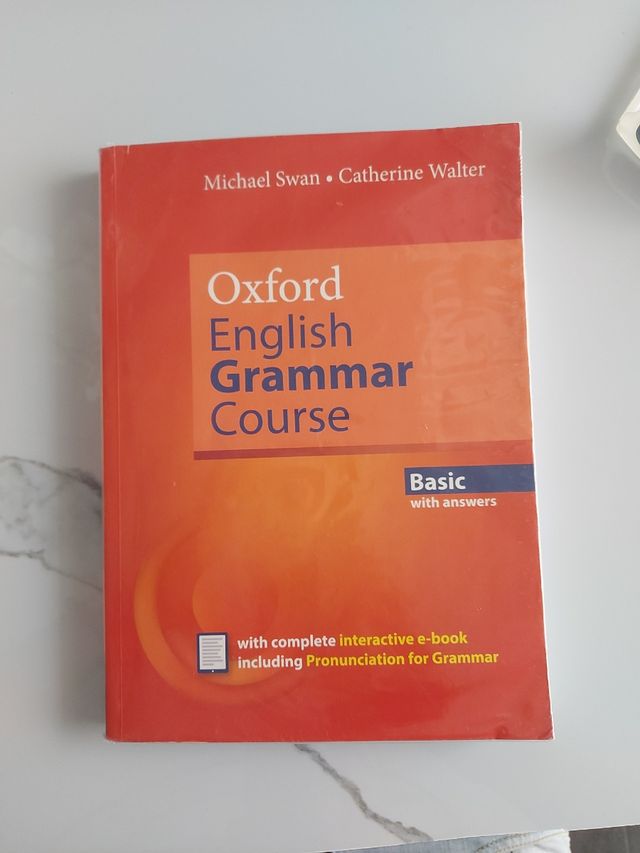 Michael Swan • Catherine Walter
Oxford
English
Grammar
Course
Basic
with answers
with complete interactive e-book
including Pronunciation for Grammar